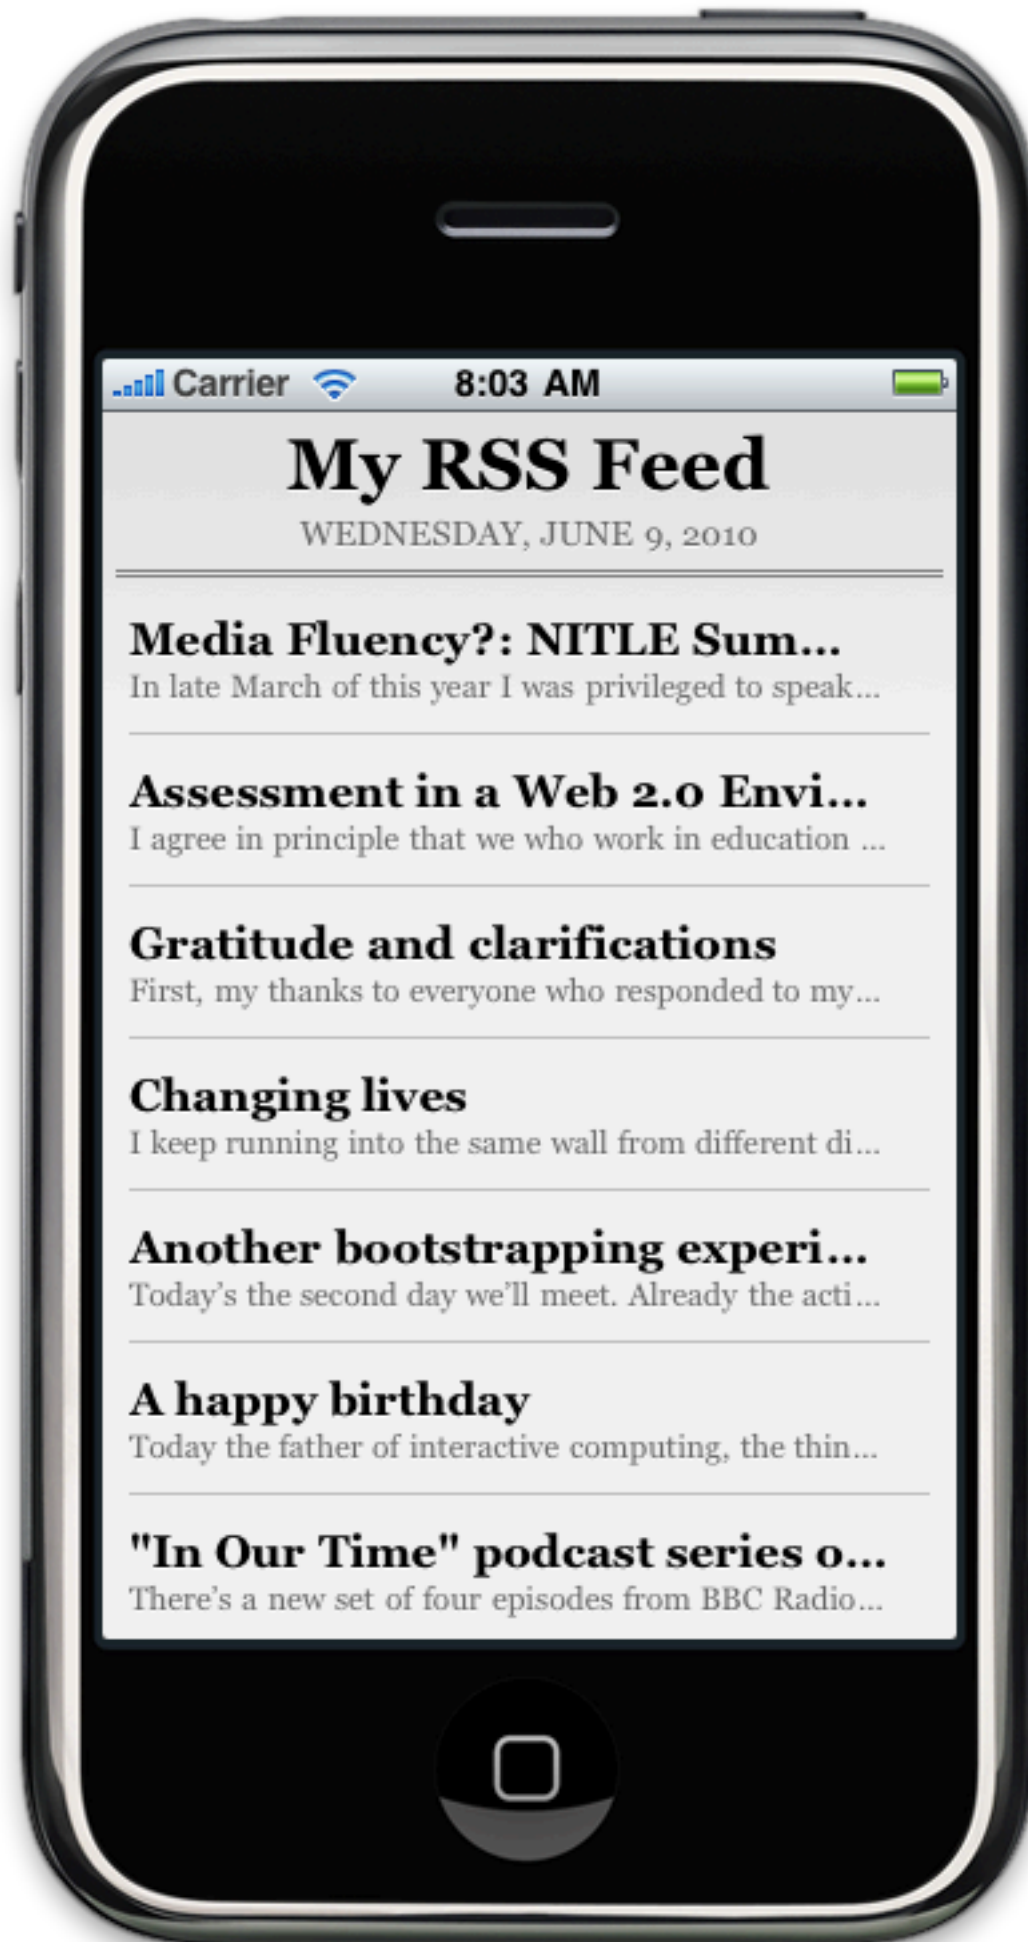 Carrier 8:03 AM
My RSS Feed
WEDNESDAY, JUNE 9, 2010
Media Fluency?: NITLE Sum...
In late March of this year I was privileged to speak...
Assessment in a Web 2.0 Envi...
I agree in principle that we who work in education ...
Gratitude and clarifications
First, my thanks to everyone who responded to my...
Changing lives
I keep running into the same wall from different di...
Another bootstrapping experi...
Today’s the second day we’ll meet. Already the acti...
A happy birthday
Today the father of interactive computing, the thin...
"In Our Time" podcast series o...
There’s a new set of four episodes from BBC Radio...